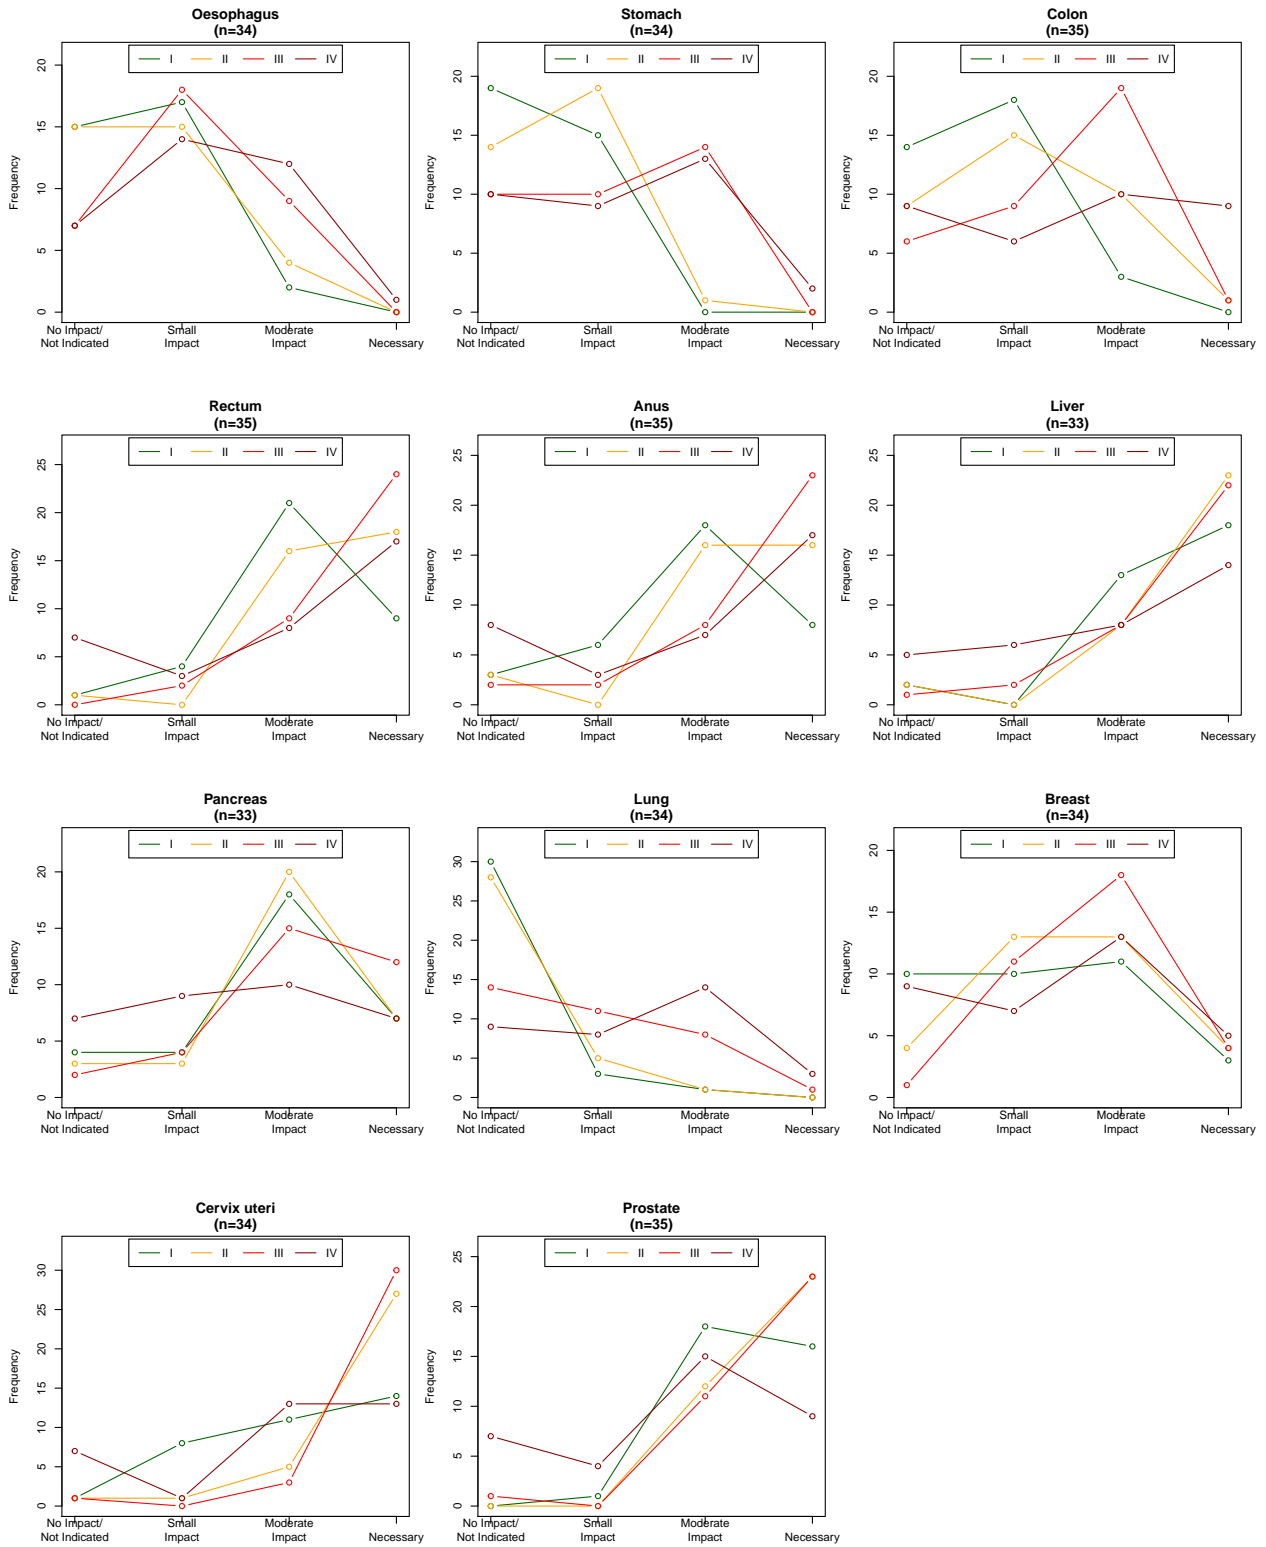 Oesophagus
(n=34)
I II III IV
Frequency
20
15
10
5
0
No Impact/ Small Moderate
Not Indicated Impact Impact Necessary
Stomach
(n=34)
I II III IV
Frequency
20
15
10
5
0
No Impact/ Small Moderate
Not Indicated Impact Impact Necessary
Colon
(n=35)
I II III IV
Frequency
20
15
10
5
0
No Impact/ Small Moderate
Not Indicated Impact Impact Necessary
Rectum
(n=35)
I II III IV
Frequency
25
20
15
10
5
0
No Impact/ Small Moderate
Not Indicated Impact Impact Necessary
Anus
(n=35)
I II III IV
Frequency
25
20
15
10
5
0
No Impact/ Small Moderate
Not Indicated Impact Impact Necessary
Liver
(n=33)
I II III IV
Frequency
25
20
15
10
5
0
No Impact/ Small Moderate
Not Indicated Impact Impact Necessary
Pancreas
(n=33)
I II III IV
Frequency
20
15
10
5
0
No Impact/ Small Moderate
Not Indicated Impact Impact Necessary
Lung
(n=34)
I II III IV
Frequency
30
25
20
15
10
5
0
No Impact/ Small Moderate
Not Indicated Impact Impact Necessary
Breast
(n=34)
I II III IV
Frequency
20
15
10
5
0
No Impact/ Small Moderate
Not Indicated Impact Impact Necessary
Cervix uteri
(n=34)
I II III IV
Frequency
30
25
20
15
10
5
0
No Impact/ Small Moderate
Not Indicated Impact Impact Necessary
Prostate
(n=35)
I II III IV
Frequency
25
20
15
10
5
0
No Impact/ Small Moderate
Not Indicated Impact Impact Necessary